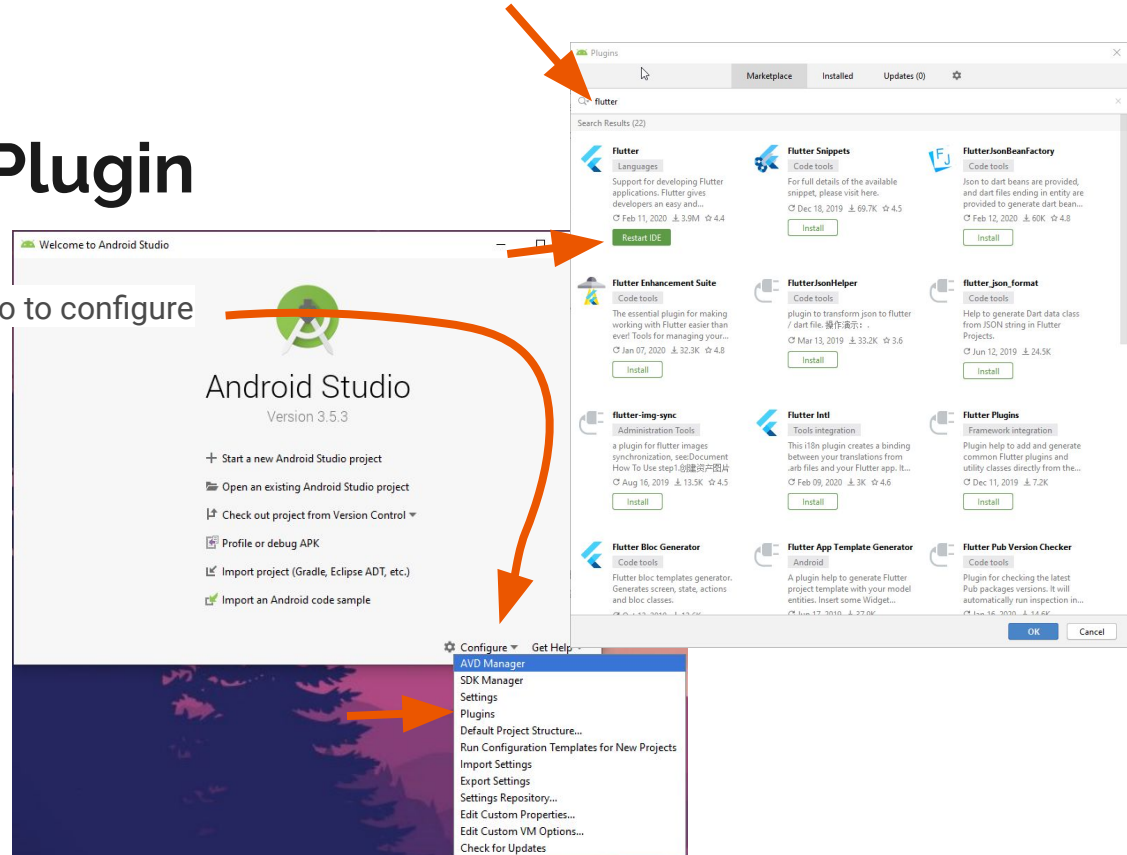 Plugin
Go to configure
Welcome to Android Studio
Android Studio
Version 3.5.3
Start a new Android Studio project
Open an existing Android Studio project
Check out project from Version Control
Profile or debug APK
Import project (Gradle, Eclipse ADT, etc.)
Import an Android code sample
Configure
Get Help
AVD Manager
SDK Manager
Settings
Plugins
Default Project Structure...
Run Configuration Templates for New Projects
Import Settings
Export Settings
Settings Repository...
Edit Custom Properties...
Edit Custom VM Options...
Check for Updates
Plugins
Marketplace
Installed
Updates (0)
flutter
Search Results (22)
Flutter
Languages
Support for developing Flutter
applications. Flutter gives
developers an easy and...
Feb 11, 2020 3.9M 4.4
Restart IDE
Flutter Snippets
Code tools
For full details of the available
snippet, please visit here.
Dec 18, 2019 69.7K 4.5
Install
FlutterJsonBeanFactory
Code tools
Json to dart beans are provided,
and dart files ending in entity are
provided to generate dart bean...
Feb 12, 2020 60K 4.8
Install
Flutter Enhancement Suite
Code tools
The essential plugin for making
working with Flutter easier than
ever! Tools for managing your...
Jan 07, 2020 32.3K 4.8
Install
FlutterJsonHelper
Code tools
plugin to transform json to flutter
/ dart file. 操作演示: .
Mar 13, 2019 33.2K 3.6
Install
flutter_json_format
Code tools
Help to generate Dart data class
from JSON string in Flutter
Projects.
Jun 12, 2019 24.5K
Install
flutter-img-sync
Administration Tools
a plugin for flutter images
synchronization, see:Document
How To Use step1.创建资产图片
Aug 16, 2019 13.5K 4.5
Install
Flutter Intl
Tools integration
This i18n plugin creates a binding
between your translations from
.arb files and your Flutter app. It...
Feb 09, 2020 3K 4.6
Install
Flutter Plugins
Framework integration
Plugin help to add and generate
common Flutter plugins and
utility classes directly from the...
Dec 11, 2019 7.2K
Install
Flutter Bloc Generator
Code tools
Flutter bloc templates generator.
Generates screen, state, actions
and bloc classes.
Flutter App Template Generator
Android
A plugin help to generate Flutter
project template with your model
entities. Insert some Widget...
Jun 17, 2019 27.9K
Flutter Pub Version Checker
Code tools
Plugin for checking the latest
Pub packages versions. It will
automatically run inspection in...
Jan 16, 2020 14.6K
OK
Cancel